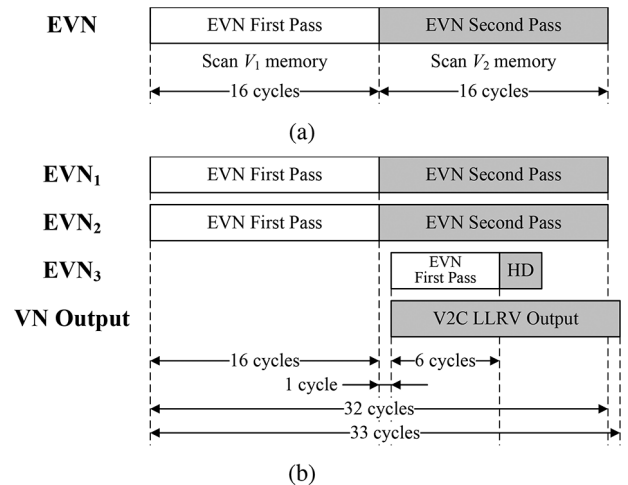 EVN
EVN First Pass
EVN Second Pass
Scan V1 memory
Scan V2 memory
16 cycles
16 cycles
(a)
EVN1
EVN First Pass
EVN Second Pass
EVN2
EVN First Pass
EVN Second Pass
EVN3
EVN
First Pass
HD
VN Output
V2C LLRV Output
16 cycles
6 cycles
1 cycle
32 cycles
33 cycles
(b)